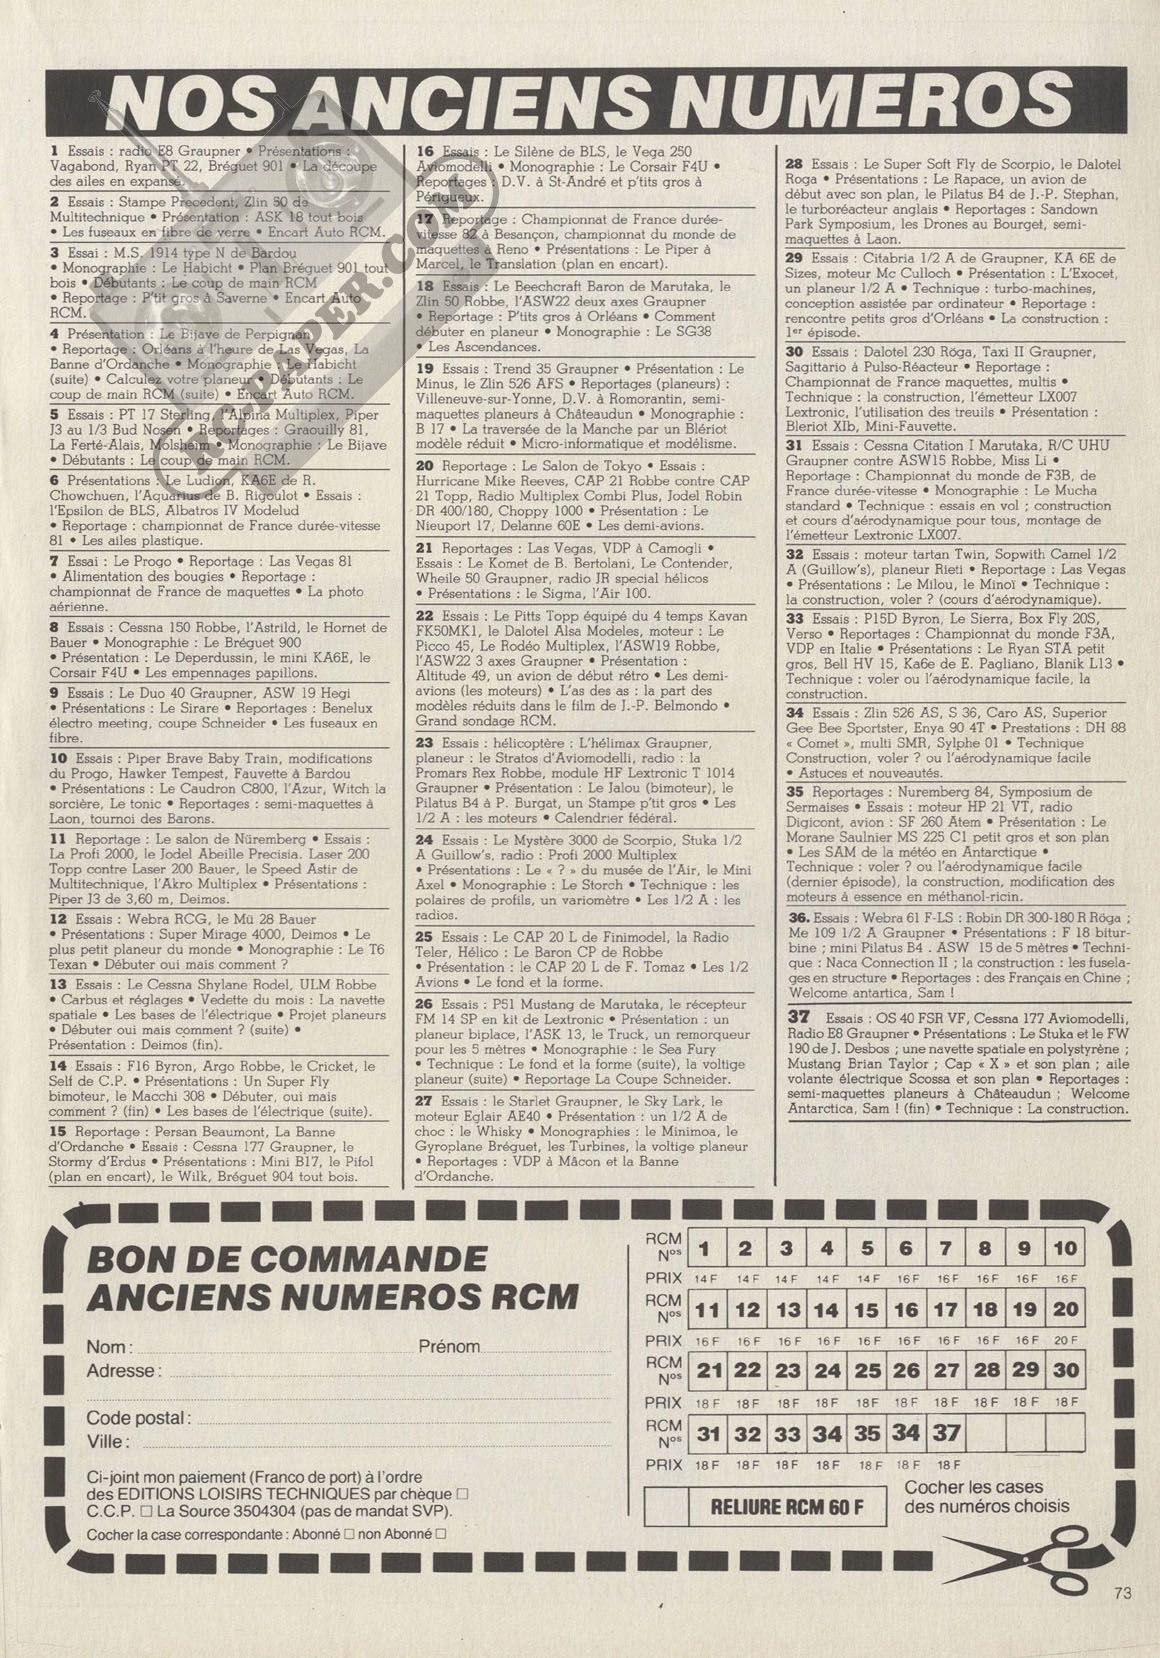 NOS ANCIENS NUMEROS
1 Essais : radio E8 Graupner • Présentations :
Vagabond, Ryan PT 22, Bréguet 901 • La découpe
des ailes en expansé.
2 Essais : Stampe Precedent, Zlin 50 de
Multitechnique • Présentation : ASK 18 tout bois
• Les fuseaux en fibre de verre • Encart Auto RCM.
3 Essai : M.S. 1914 type N de Bardou
• Monographie : Le Habicht • Plan Bréguet 901 tout
bois • Débutants : Le coup de main RCM
• Reportage : P'tit gros à Saverne • Encart Auto
RCM.
4 Présentation : Le Bijave de Perpignan
• Reportage : Orléans à l'heure de Las Vegas, La
Banne d'Ordanche • Monographie : Le Habicht
(suite) • Calculez votre planeur • Débutants : Le
coup de main RCM (suite) • Encart Auto RCM.
5 Essais : PT 17 Sterling, l'Alpina Multiplex, Piper
J3 au 1/3 Bud Nosen • Reportages : Graouilly 81,
La Ferté-Alais, Molsheim • Monographie : Le Bijave
• Débutants : Le coup de main RCM.
6 Présentations : Le Ludion, KA6E de R.
Chowchuen, l'Aquarius de B. Rigoulot • Essais :
l'Epsilon de BLS, Albatros IV Modelud
• Reportage : championnat de France durée-vitesse
81 • Les ailes plastique.
7 Essai : Le Progo • Reportage : Las Vegas 81
• Alimentation des bougies • Reportage :
championnat de France de maquettes • La photo
aérienne.
8 Essais : Cessna 150 Robbe, l'Astrild, le Hornet de
Bauer • Monographie : Le Bréguet 900
• Présentation : Le Deperdussin, le mini KA6E, le
Corsair F4U • Les empennages papillons.
9 Essais : Le Duo 40 Graupner, ASW 19 Hegi
• Présentations : Le Sirare • Reportages : Benelux
électro meeting, coupe Schneider • Les fuseaux en
fibre.
10 Essais : Piper Brave Baby Train, modifications
du Progo, Hawker Tempest, Fauvette à Bardou
• Présentations : Le Caudron C800, l'Azur, Witch la
sorcière, Le tonic • Reportages : semi-maquettes à
Laon, tournoi des Barons.
11 Reportage : Le salon de Nüremberg • Essais :
La Profi 2000, le Jodel Abeille Precisia. Laser 200
Topp contre Laser 200 Bauer, le Speed Astir de
Multitechnique, l'Akro Multiplex • Présentations :
Piper J3 de 3,60 m, Deimos.
12 Essais : Webra RCG, le Mü 28 Bauer
• Présentations : Super Mirage 4000, Deimos • Le
plus petit planeur du monde • Monographie : Le T6
Texan • Débuter oui mais comment ?
13 Essais : Le Cessna Shylane Rodel, ULM Robbe
• Carbus et réglages • Vedette du mois : La navette
spatiale • Les bases de l'électrique • Projet planeurs
• Débuter oui mais comment ? (suite) •
Présentation : Deimos (fin).
14 Essais : F16 Byron, Argo Robbe, le Cricket, le
Self de C.P. • Présentations : Un Super Fly
bimoteur, le Macchi 308 • Débuter, oui mais
comment ? (fin) • Les bases de l'électrique (suite).
15 Reportage : Persan Beaumont, La Banne
d'Ordanche • Essais : Cessna 177 Graupner, le
Stormy d'Erdus • Présentations : Mini B17, le Pifol
(plan en encart), le Wilk, Bréguet 904 tout bois.
16 Essais : Le Silène de BLS, le Vega 250
Aviomodelli • Monographie : Le Corsair F4U •
Reportages : D.V. à St-André et p'tits gros à
Périgueux.
17 Reportage : Championnat de France durée-
vitesse 82 à Besançon, championnat du monde de
maquettes à Reno • Présentations : Le Piper à
Marcel, le Translation (plan en encart).
18 Essais : Le Beechcraft Baron de Marutaka, le
Zlin 50 Robbe, l'ASW22 deux axes Graupner
• Reportage : P'tits gros à Orléans • Comment
débuter en planeur • Monographie : Le SG38
• Les Ascendances.
19 Essais : Trend 35 Graupner • Présentation : Le
Minus, le Zlin 526 AFS • Reportages (planeurs) :
Villeneuve-sur-Yonne, D.V. à Romorantin, semi-
maquettes planeurs à Châteaudun • Monographie :
B 17 • La traversée de la Manche par un Blériot
modèle réduit • Micro-informatique et modélisme.
20 Reportage : Le Salon de Tokyo • Essais :
Hurricane Mike Reeves, CAP 21 Robbe contre CAP
21 Topp, Radio Multiplex Combi Plus, Jodel Robin
DR 400/180, Choppy 1000 • Présentation : Le
Nieuport 17, Delanne 60E • Les demi-avions.
21 Reportages : Las Vegas, VDP à Camogli •
Essais : Le Komet de B. Bertolani, Le Contender,
Wheile 50 Graupner, radio JR special hélicos
• Présentations : le Sigma, l'Air 100.
22 Essais : Le Pitts Topp équipé du 4 temps Kavan
FK50MK1, le Dalotel Alsa Modeles, moteur : Le
Picco 45, Le Rodéo Multiplex, l'ASW19 Robbe,
l'ASW22 3 axes Graupner • Présentation :
Altitude 49, un avion de début rétro • Les demi-
avions (les moteurs) • L'as des as : la part des
modèles réduits dans le film de J.-P. Belmondo •
Grand sondage RCM.
23 Essais : hélicoptère : L'hélimax Graupner,
planeur : le Stratos d'Aviomodelli, radio : la
Promars Rex Robbe, module HF Lextronic T 1014
Graupner • Présentation : Le Jalou (bimoteur), le
Pilatus B4 à P. Burgat, un Stampe p'tit gros • Les
1/2 A : les moteurs • Calendrier fédéral.
24 Essais : Le Mystère 3000 de Scorpio, Stuka 1/2
A Guillow's, radio : Profi 2000 Multiplex
• Présentations : Le « ? » du musée de l'Air, le Mini
Axel • Monographie : Le Storch • Technique : les
polaires de profils, un variomètre • Les 1/2 A : les
radios.
25 Essais : Le CAP 20 L de Finimodel, la Radio
Teler, Hélico : Le Baron CP de Robbe
• Présentation : le CAP 20 L de F. Tomaz • Les 1/2
Avions • Le fond et la forme.
26 Essais : P51 Mustang de Marutaka, le récepteur
FM 14 SP en kit de Lextronic • Présentation : un
planeur biplace, l'ASK 13, le Truck, un remorqueur
pour les 5 mètres • Monographie : le Sea Fury
• Technique : Le fond et la forme (suite), la voltige
planeur (suite) • Reportage La Coupe Schneider.
27 Essais : le Starlet Graupner, le Sky Lark, le
moteur Eglair AE40 • Présentation : un 1/2 A de
choc : le Whisky • Monographies : le Minimoa, le
Gyroplane Bréguet, les Turbines, la voltige planeur
• Reportages : VDP à Mâcon et la Banne
d'Ordanche.
28 Essais : Le Super Soft Fly de Scorpio, le Dalotel
Roga • Présentations : Le Rapace, un avion de
début avec son plan, le Pilatus B4 de J.-P. Stephan,
le turboréacteur anglais • Reportages : Sandown
Park Symposium, les Drones au Bourget, semi-
maquettes à Laon.
29 Essais : Citabria 1/2 A de Graupner, KA 6E de
Sizes, moteur Mc Culloch • Présentation : L'Exocet,
un planeur 1/2 A • Technique : turbo-machines,
conception assistée par ordinateur • Reportage :
rencontre petits gros d'Orléans • La construction :
1er épisode.
30 Essais : Dalotel 230 Röga, Taxi II Graupner,
Sagittario à Pulso-Réacteur • Reportage :
Championnat de France maquettes, multis •
Technique : la construction, l'émetteur LX007
Lextronic, l'utilisation des treuils • Présentation :
Bleriot XIb, Mini-Fauvette.
31 Essais : Cessna Citation I Marutaka, R/C UHU
Graupner contre ASW15 Robbe, Miss Li •
Reportage : Championnat du monde de F3B, de
France durée-vitesse • Monographie : Le Mucha
standard • Technique : essais en vol ; construction
et cours d'aérodynamique pour tous, montage de
l'émetteur Lextronic LX007.
32 Essais : moteur tartan Twin, Sopwith Camel 1/2
A (Guillow's), planeur Rieti • Reportage : Las Vegas
• Présentations : Le Milou, le Minoï • Technique :
la construction, voler ? (cours d'aérodynamique).
33 Essais : P15D Byron, Le Sierra, Box Fly 20S,
Verso • Reportages : Championnat du monde F3A,
VDP en Italie • Présentations : Le Ryan STA petit
gros, Bell HV 15, Ka6e de E. Pagliano, Blanik L13 •
Technique : voler ou l'aérodynamique facile, la
construction.
34 Essais : Zlin 526 AS, S 36, Caro AS, Superior
Gee Bee Sportster, Enya 90 4T • Prestations : DH 88
« Comet », multi SMR, Sylphe 01 • Technique
Construction, voler ? ou l'aérodynamique facile
• Astuces et nouveautés.
35 Reportages : Nuremberg 84, Symposium de
Sermaises • Essais : moteur HP 21 VT, radio
Digicont, avion : SF 260 Atem • Présentation : Le
Morane Saulnier MS 225 C1 petit gros et son plan
• Les SAM de la météo en Antarctique •
Technique : voler ? ou l'aérodynamique facile
(dernier épisode), la construction, modification des
moteurs à essence en méthanol-ricin.
36. Essais : Webra 61 F-LS : Robin DR 300-180 R Röga ;
Me 109 1/2 A Graupner • Présentations : F 18 bitur-
bine ; mini Pilatus B4 . ASW 15 de 5 mètres • Techni-
que : Naca Connection II ; la construction : les fusela-
ges en structure • Reportages : des Français en Chine ;
Welcome antartica, Sam !
37 Essais : OS 40 FSR VF, Cessna 177 Aviomodelli,
Radio E8 Graupner • Présentations : Le Stuka et le FW
190 de J. Desbos ; une navette spatiale en polystyrène ;
Mustang Brian Taylor ; Cap « X » et son plan ; aile
volante électrique Scossa et son plan • Reportages :
semi-maquettes planeurs à Châteaudun ; Welcome
Antarctica, Sam ! (fin) • Technique : La construction.
RC-PAPER.COM
BON DE COMMANDE
ANCIENS NUMEROS RCM
Nom : Prénom
Adresse :
Code postal :
Ville :
Ci-joint mon paiement (Franco de port) à l'ordre
des EDITIONS LOISIRS TECHNIQUES par chèque □
C.C.P. □ La Source 3504304 (pas de mandat SVP).
Cocher la case correspondante : Abonné □ non Abonné □
RCM Nos 1 2 3 4 5 6 7 8 9 10
PRIX 14 F 14 F 14 F 14 F 14 F 16 F 16 F 16 F 16 F 16 F
RCM Nos 11 12 13 14 15 16 17 18 19 20
PRIX 16 F 16 F 16 F 16 F 16 F 16 F 16 F 16 F 16 F 20 F
RCM Nos 21 22 23 24 25 26 27 28 29 30
PRIX 18 F 18 F 18 F 18 F 18 F 18 F 18 F 18 F 18 F 18 F
RCM Nos 31 32 33 34 35 34 37
PRIX 18 F 18 F 18 F 18 F 18 F 18 F 18 F
RELIURE RCM 60 F
Cocher les cases
des numéros choisis
73